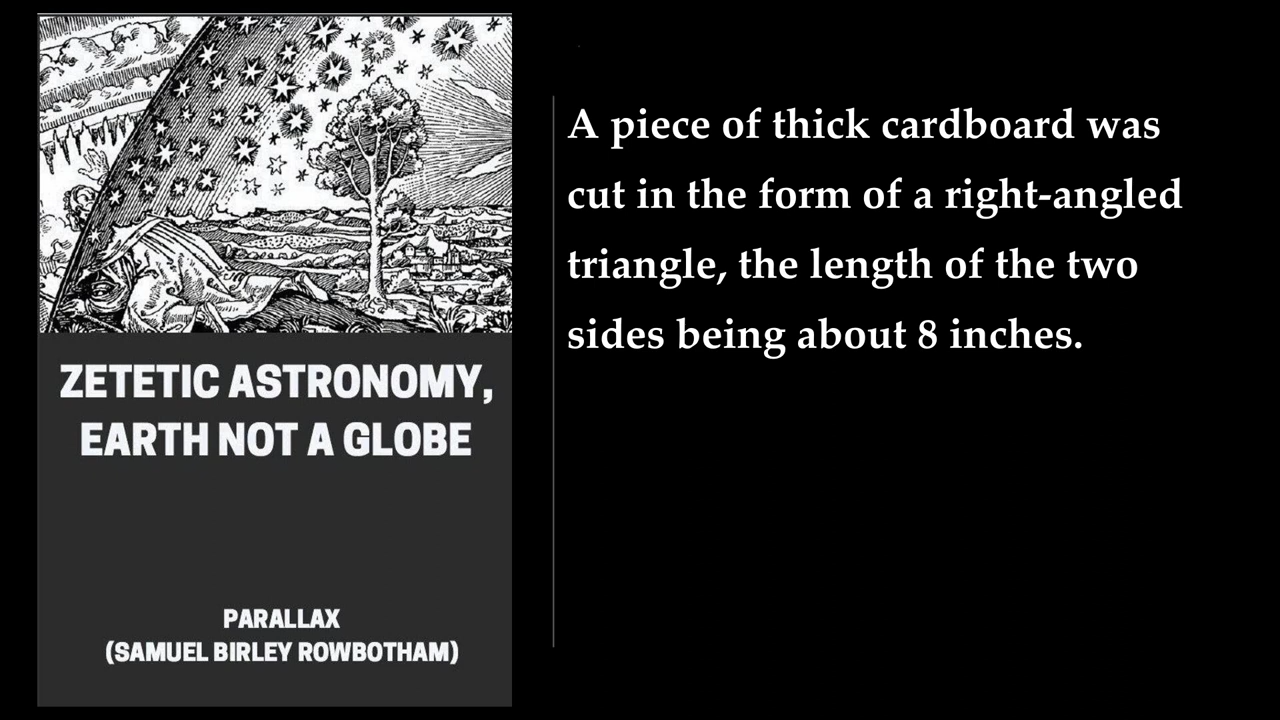 ZETETIC ASTRONOMY,
EARTH NOT A GLOBE
PARALLAX
(SAMUEL BIRLEY ROWBOTHAM)
A piece of thick cardboard was
cut in the form of a right-angled
triangle, the length of the two
sides being about 8 inches.